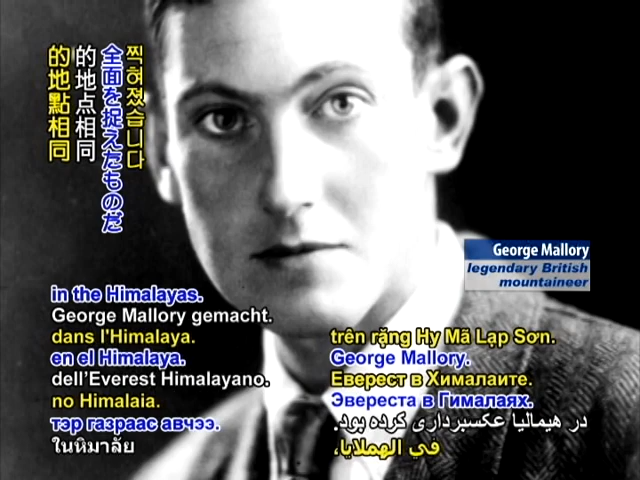 찍혀졌습니다
全面を捉えたものだ
的地点相同
的地點相同
George Mallory
legendary British
mountaineer
in the Himalayas.
George Mallory gemacht.
dans l'Himalaya.
en el Himalaya.
dell'Everest Himalayano.
no Himalaia.
тэр газраас авчээ.
ในหิมาลัย
trên rặng Hy Mã Lạp Sơn.
George Mallory.
Еверест в Хималаите.
Эвереста в Гималаях.
در هیمالیا عکسبرداری کرده بود.
في الهملايا،